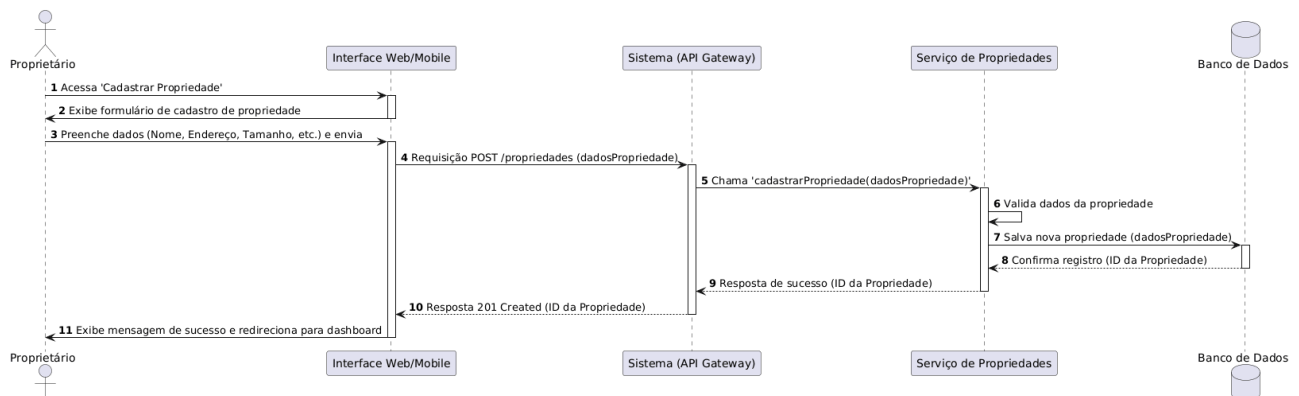 Proprietário
Interface Web/Mobile
Sistema (API Gateway)
Serviço de Propriedades
Banco de Dados
1 Acessa 'Cadastrar Propriedade'
2 Exibe formulário de cadastro de propriedade
3 Preenche dados (Nome, Endereço, Tamanho, etc.) e envia
4 Requisição POST /propriedades (dadosPropriedade)
5 Chama 'cadastrarPropriedade(dadosPropriedade)'
6 Valida dados da propriedade
7 Salva nova propriedade (dadosPropriedade)
8 Confirma registro (ID da Propriedade)
9 Resposta de sucesso (ID da Propriedade)
10 Resposta 201 Created (ID da Propriedade)
11 Exibe mensagem de sucesso e redireciona para dashboard
Proprietário
Interface Web/Mobile
Sistema (API Gateway)
Serviço de Propriedades
Banco de Dados